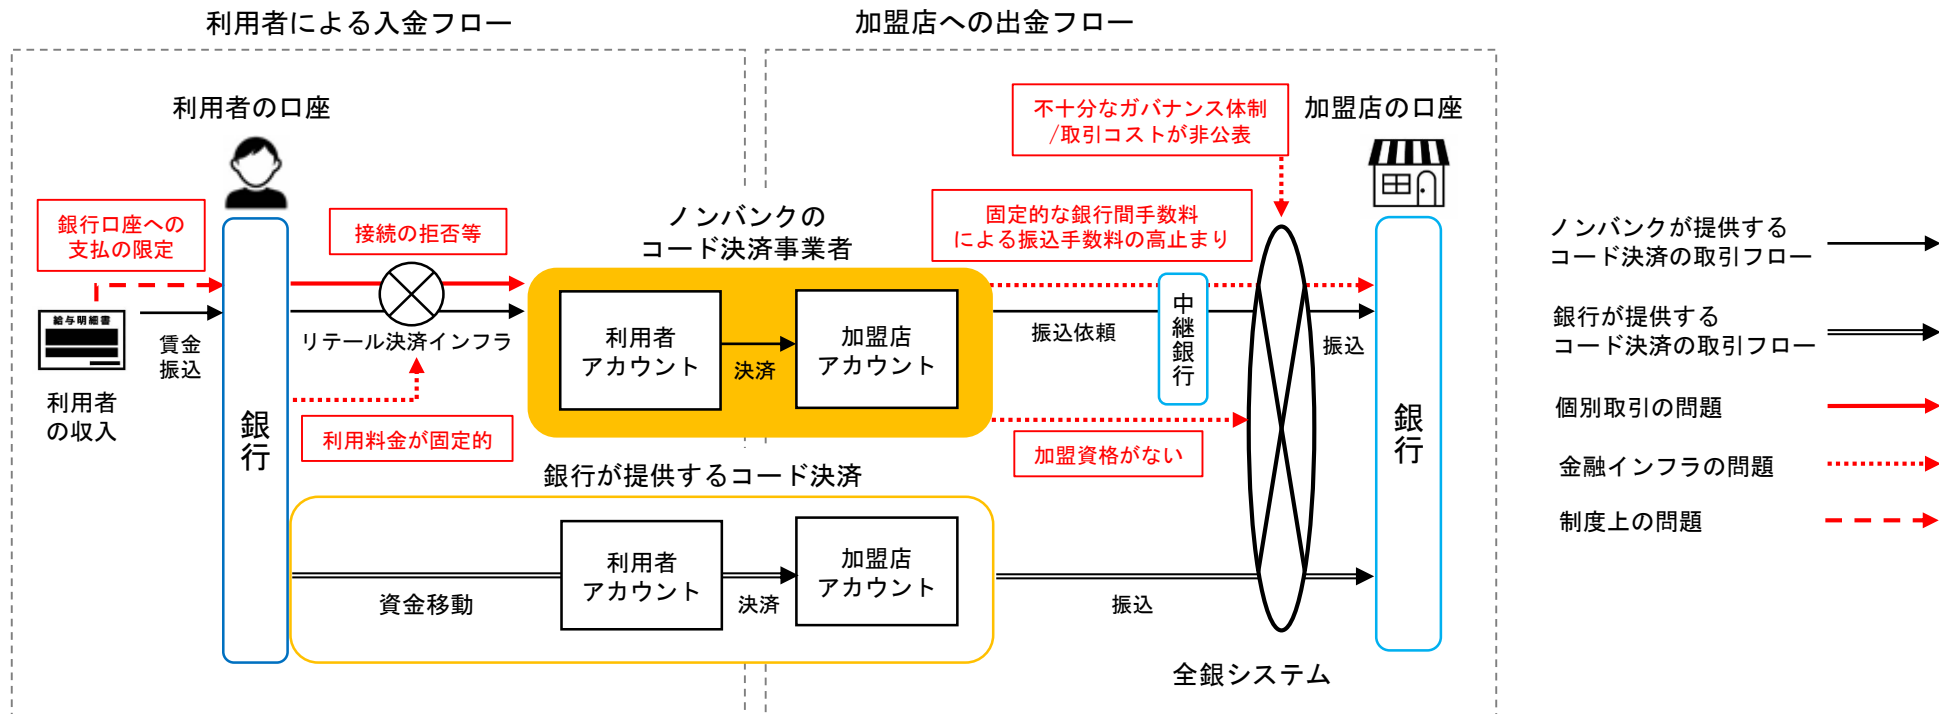 利用者による入金フロー
加盟店への出金フロー
利用者の口座
不十分なガバナンス体制
/取引コストが非公表
加盟店の口座
銀行口座への
支払の限定
接続の拒否等
ノンバンクの
コード決済事業者
固定的な銀行間手数料
による振込手数料の高止まり
給与明細書
賃金
振込
利用者
の収入
銀行
リテール決済インフラ
利用料金が固定的
利用者
アカウント
決済
加盟店
アカウント
振込依頼
中継銀行
振込
加盟資格がない
銀行
銀行が提供するコード決済
資金移動
利用者
アカウント
決済
加盟店
アカウント
振込
全銀システム
ノンバンクが提供する
コード決済の取引フロー
銀行が提供する
コード決済の取引フロー
個別取引の問題
金融インフラの問題
制度上の問題